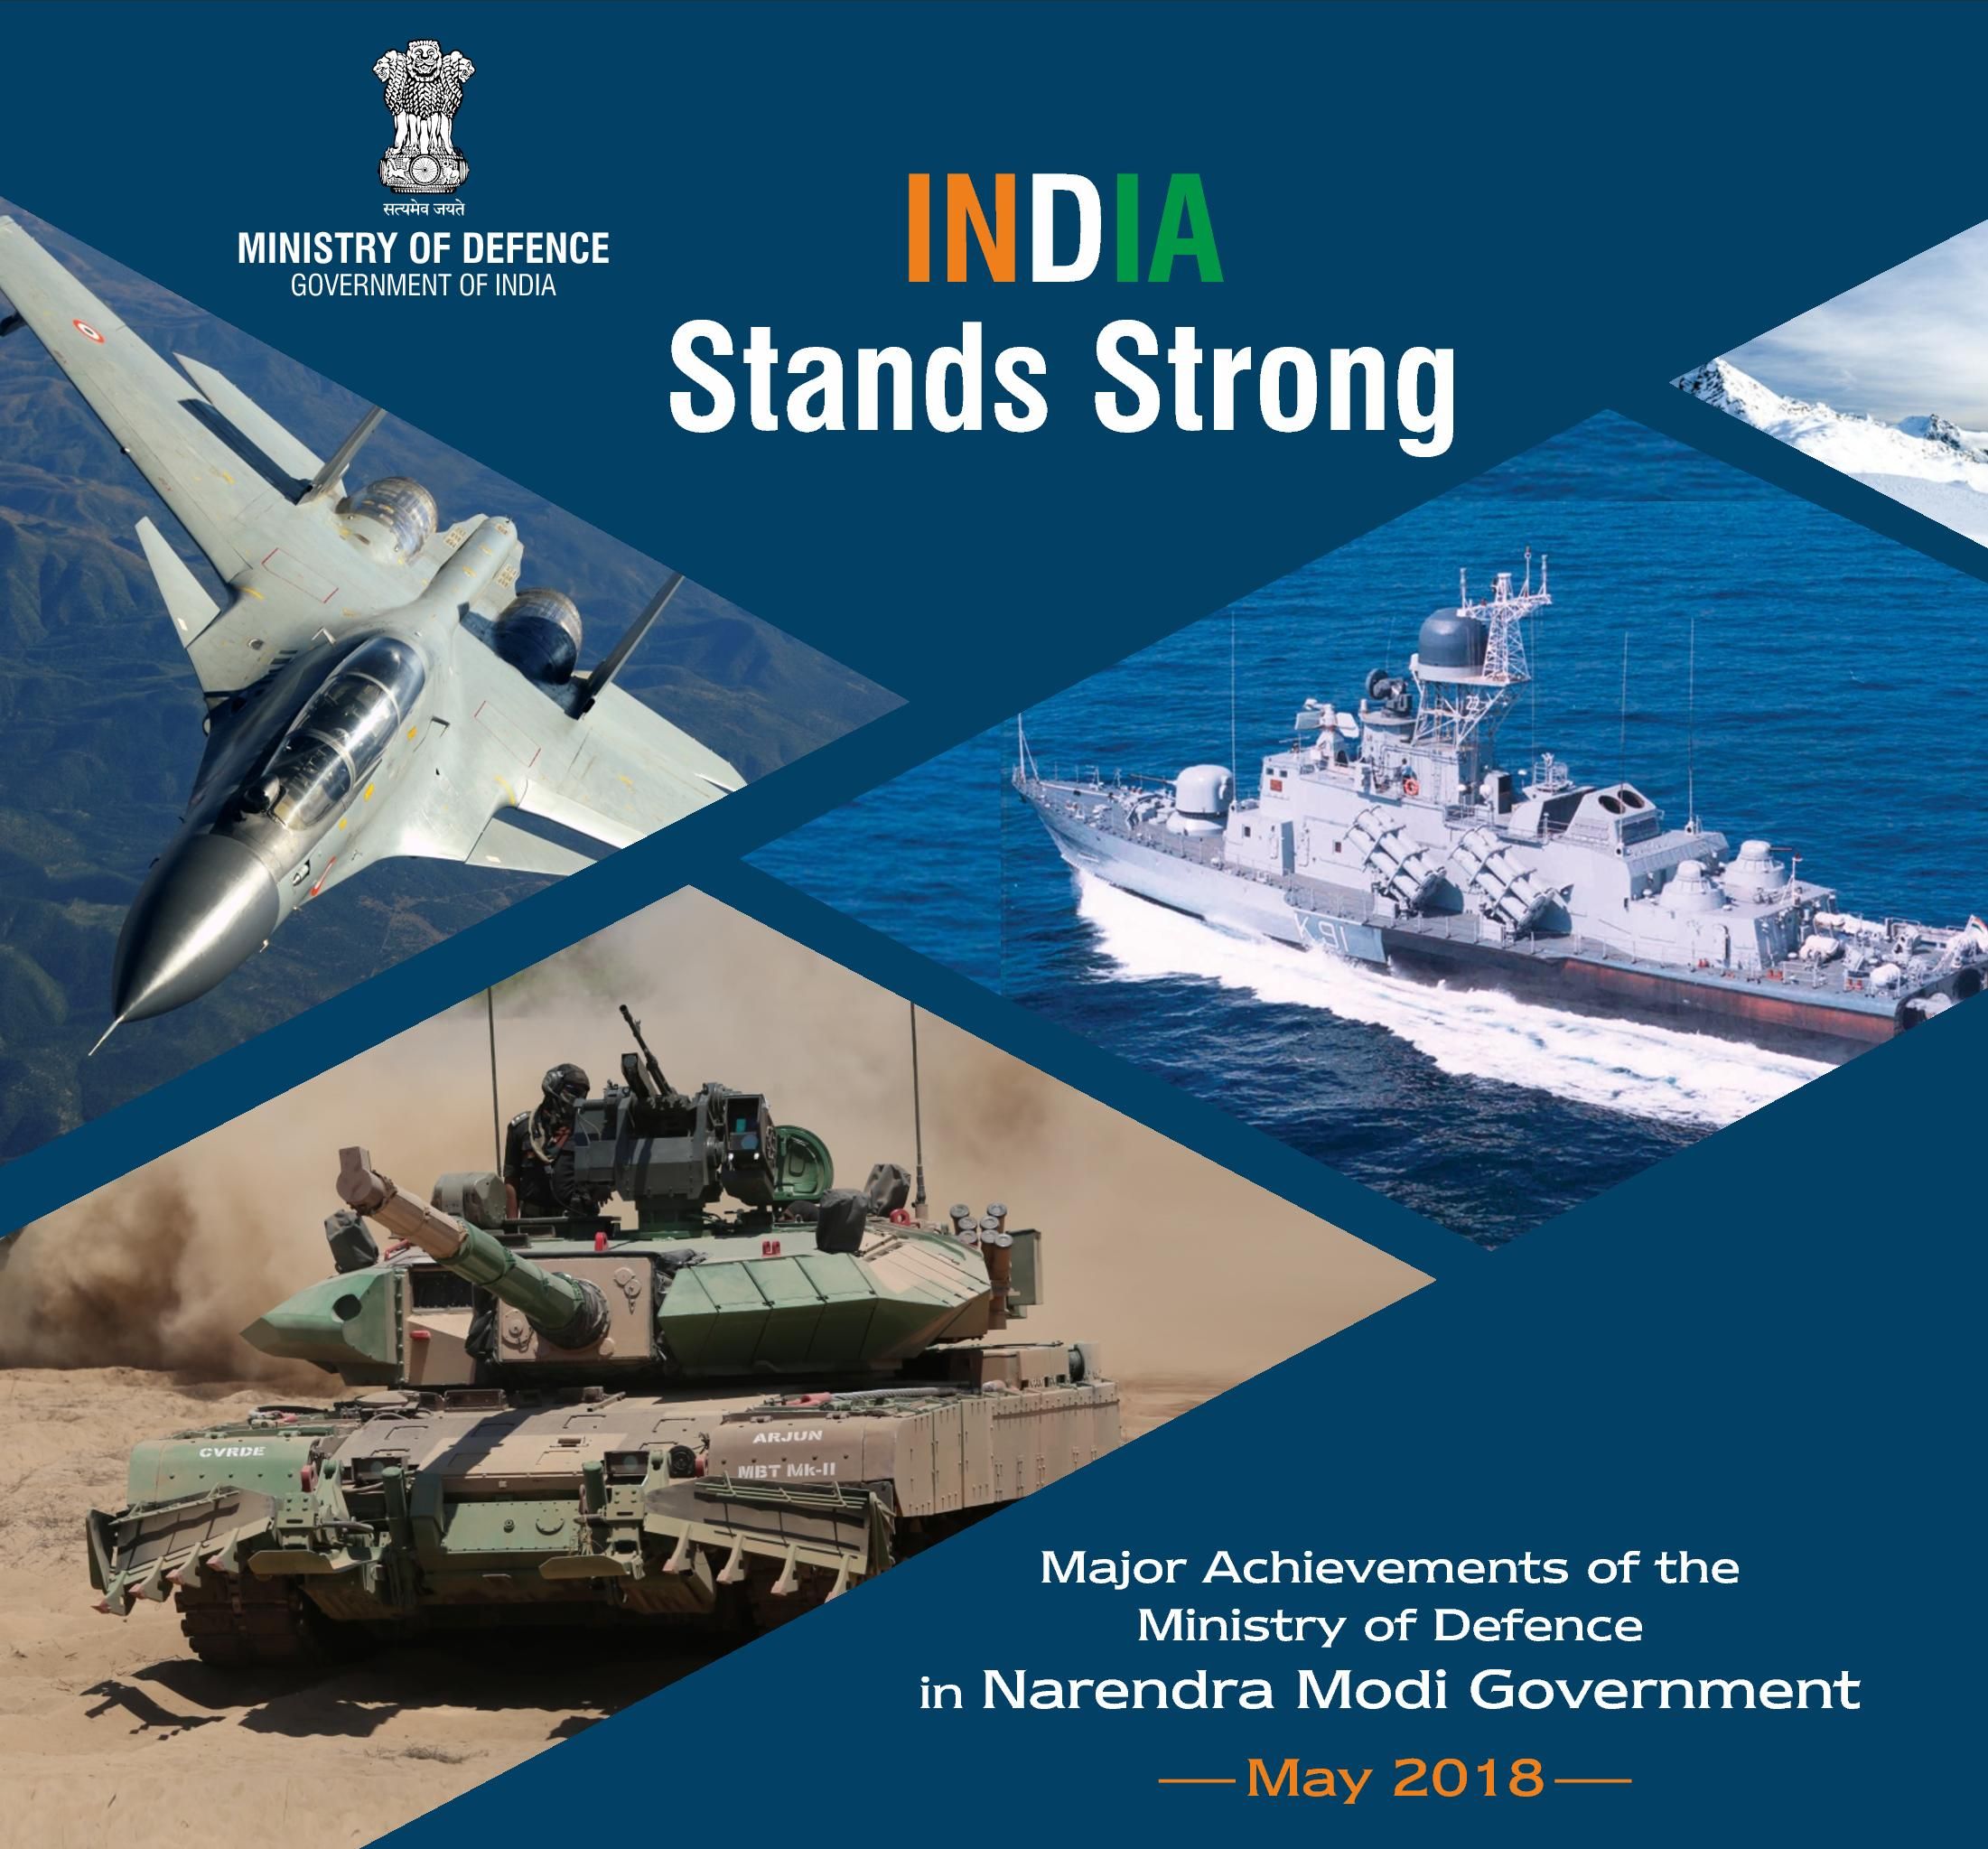 सत्यमेव जयते
MINISTRY OF DEFENCE
GOVERNMENT OF INDIA
INDIA
Stands Strong
K 91
CVRDE
ARJUN
MBT Mk-II
Major Achievements of the
Ministry of Defence
in Narendra Modi Government
May 2018